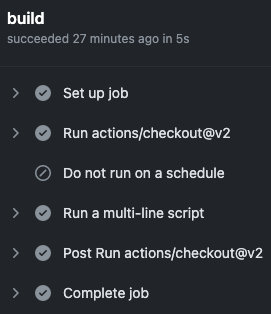 build
succeeded 27 minutes ago in 5s
Set up job
Run actions/checkout@v2
Do not run on a schedule
Run a multi-line script
Post Run actions/checkout@v2
Complete job